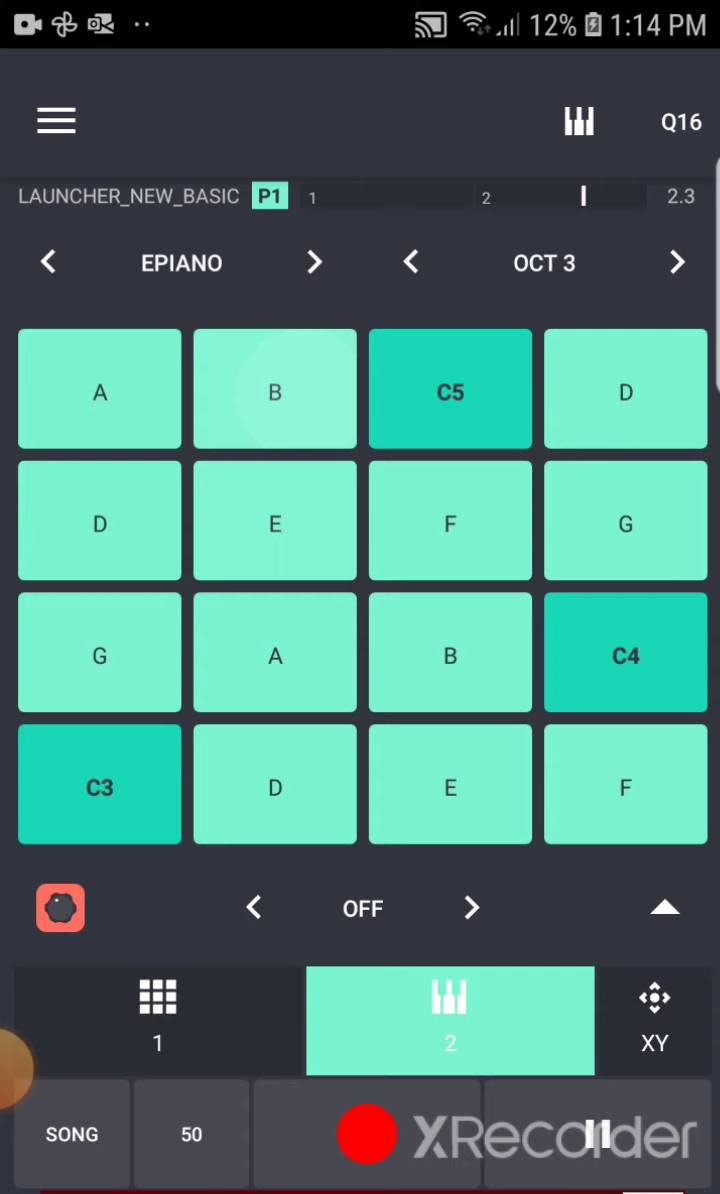 12% 1:14 PM
Q16
LAUNCHER_NEW_BASIC P1 1 2 2.3
EPIANO OCT 3
A B C5 D
D E F G
G A B C4
C3 D E F
OFF
1 2 XY
SONG 50 XRecorder